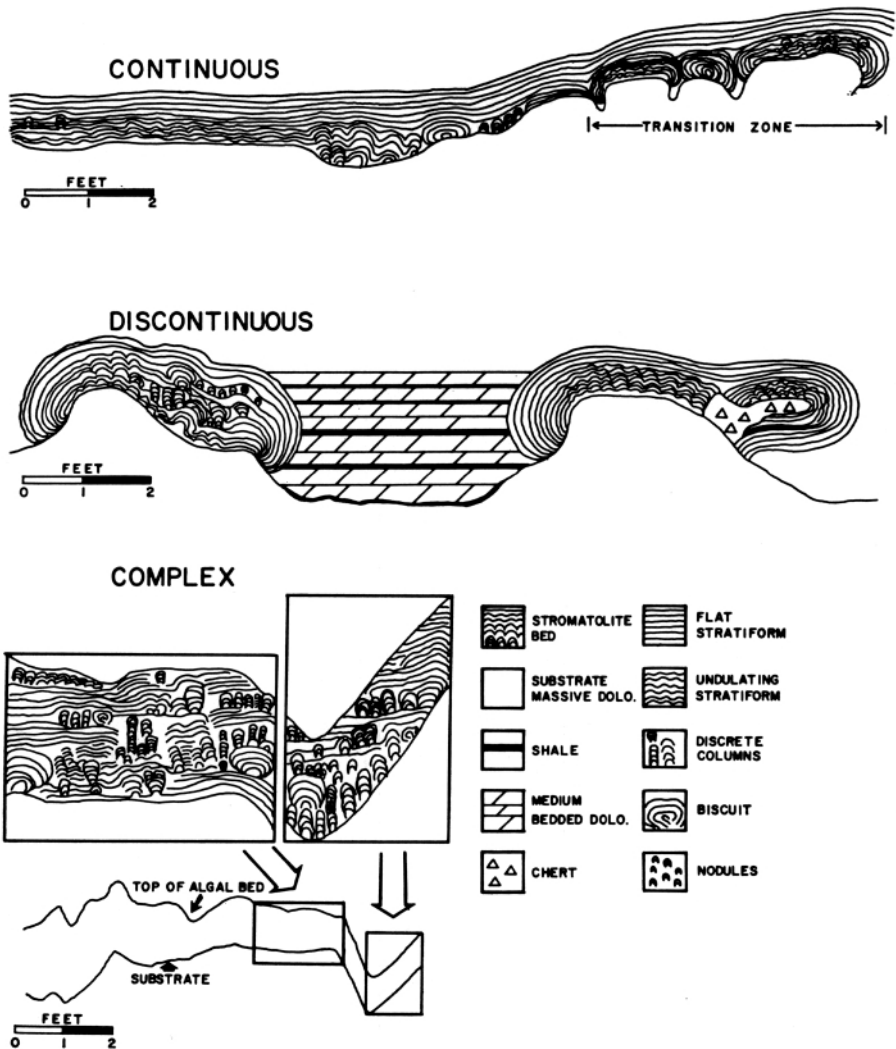 CONTINUOUS
TRANSITION ZONE
FEET
0 1 2
DISCONTINUOUS
FEET
0 1 2
COMPLEX
STROMATOLITE
BED
FLAT
STRATIFORM
SUBSTRATE
MASSIVE DOLO.
UNDULATING
STRATIFORM
SHALE
DISCRETE
COLUMNS
MEDIUM
BEDDED DOLO.
BISCUIT
CHERT
NODULES
TOP OF ALGAL BED
SUBSTRATE
FEET
0 1 2